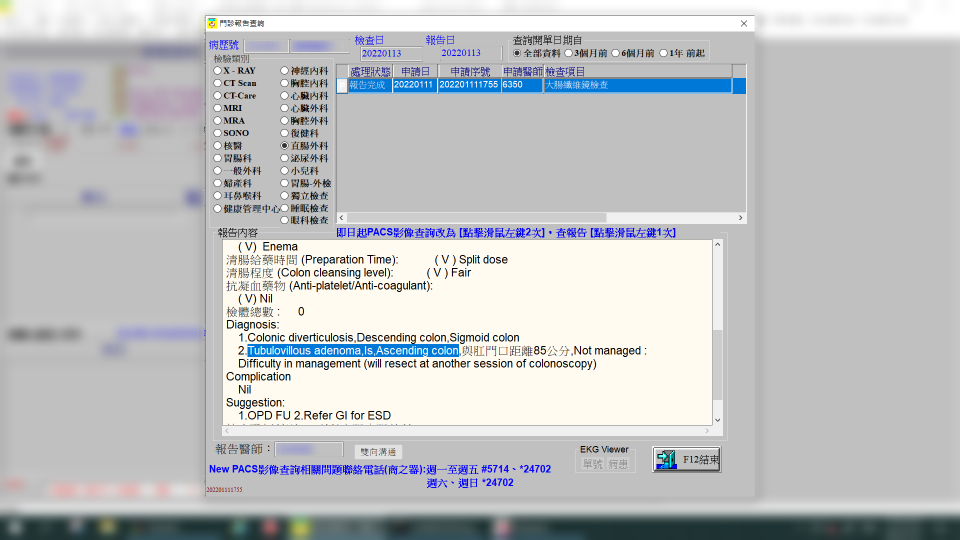 門診報告查詢
病歷號
檢查日
20220113
報告日
20220113
查詢開單日期自
全部資料 3個月前 6個月前 1年 前起
檢驗類別
X - RAY
CT Scan
CT-Care
MRI
MRA
SONO
核醫
胃腸科
一般外科
婦產科
耳鼻喉科
健康管理中心
神經內科
胸腔內科
心臟內科
心臟外科
胸腔外科
復健科
直腸外科
泌尿外科
小兒科
胃腸-外檢
獨立檢查
睡眠檢查
眼科檢查
處理狀態 申請日 申請序號 申請醫師 檢查項目
報告完成 20220111 202201111755 6350 大腸纖維鏡檢查
報告內容
即日起PACS影像查詢改為 [點擊滑鼠左鍵2次]，查報告 [點擊滑鼠左鍵1次]
( V) Enema
清腸給藥時間 (Preparation Time): ( V ) Split dose
清腸程度 (Colon cleansing level): ( V ) Fair
抗凝血藥物 (Anti-platelet/Anti-coagulant):
( V) Nil
檢體總數： 0
Diagnosis:
1.Colonic diverticulosis,Descending colon,Sigmoid colon
2.Tubulovillous adenoma,Is,Ascending colon,與肛門口距離85公分,Not managed :
Difficulty in management (will resect at another session of colonoscopy)
Complication
Nil
Suggestion:
1.OPD FU 2.Refer GI for ESD
報告醫師：
雙向溝通
EKG Viewer
單號 病患
F12結束
New PACS影像查詢相關問題聯絡電話(商之器):週一至週五 #5714、*24702
週六、週日 *24702
202201111755